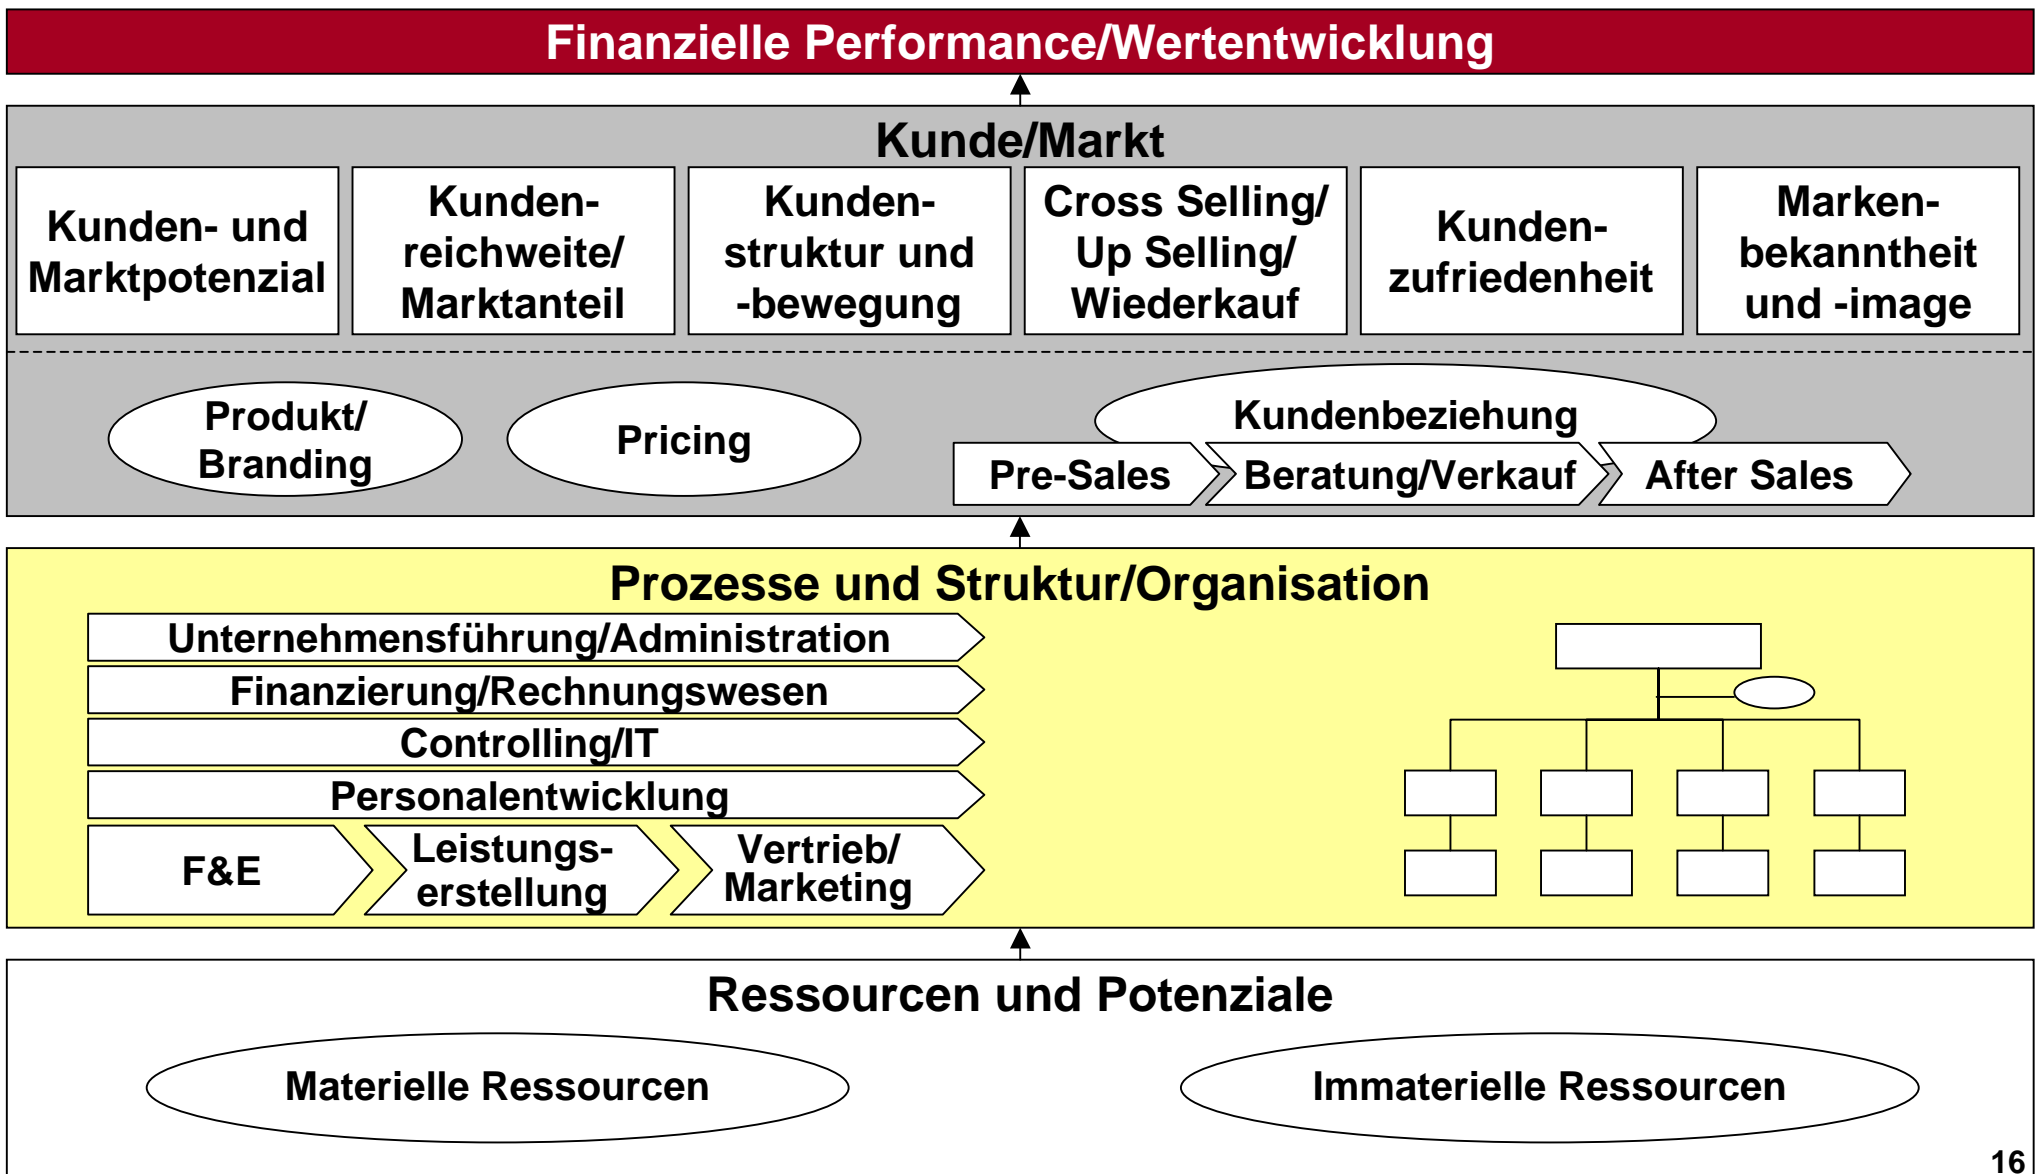 Finanzielle Performance/Wertentwicklung
Kunde/Markt
Kunden- und
Marktpotenzial
Kunden-
reichweite/
Marktanteil
Kunden-
struktur und
-bewegung
Cross Selling/
Up Selling/
Wiederkauf
Kunden-
zufriedenheit
Marken-
bekanntheit
und -image
Produkt/
Branding
Pricing
Kundenbeziehung
Pre-Sales
Beratung/Verkauf
After Sales
Prozesse und Struktur/Organisation
Unternehmensführung/Administration
Finanzierung/Rechnungswesen
Controlling/IT
Personalentwicklung
F&E
Leistungs-
erstellung
Vertrieb/
Marketing
Ressourcen und Potenziale
Materielle Ressourcen
Immaterielle Ressourcen
16